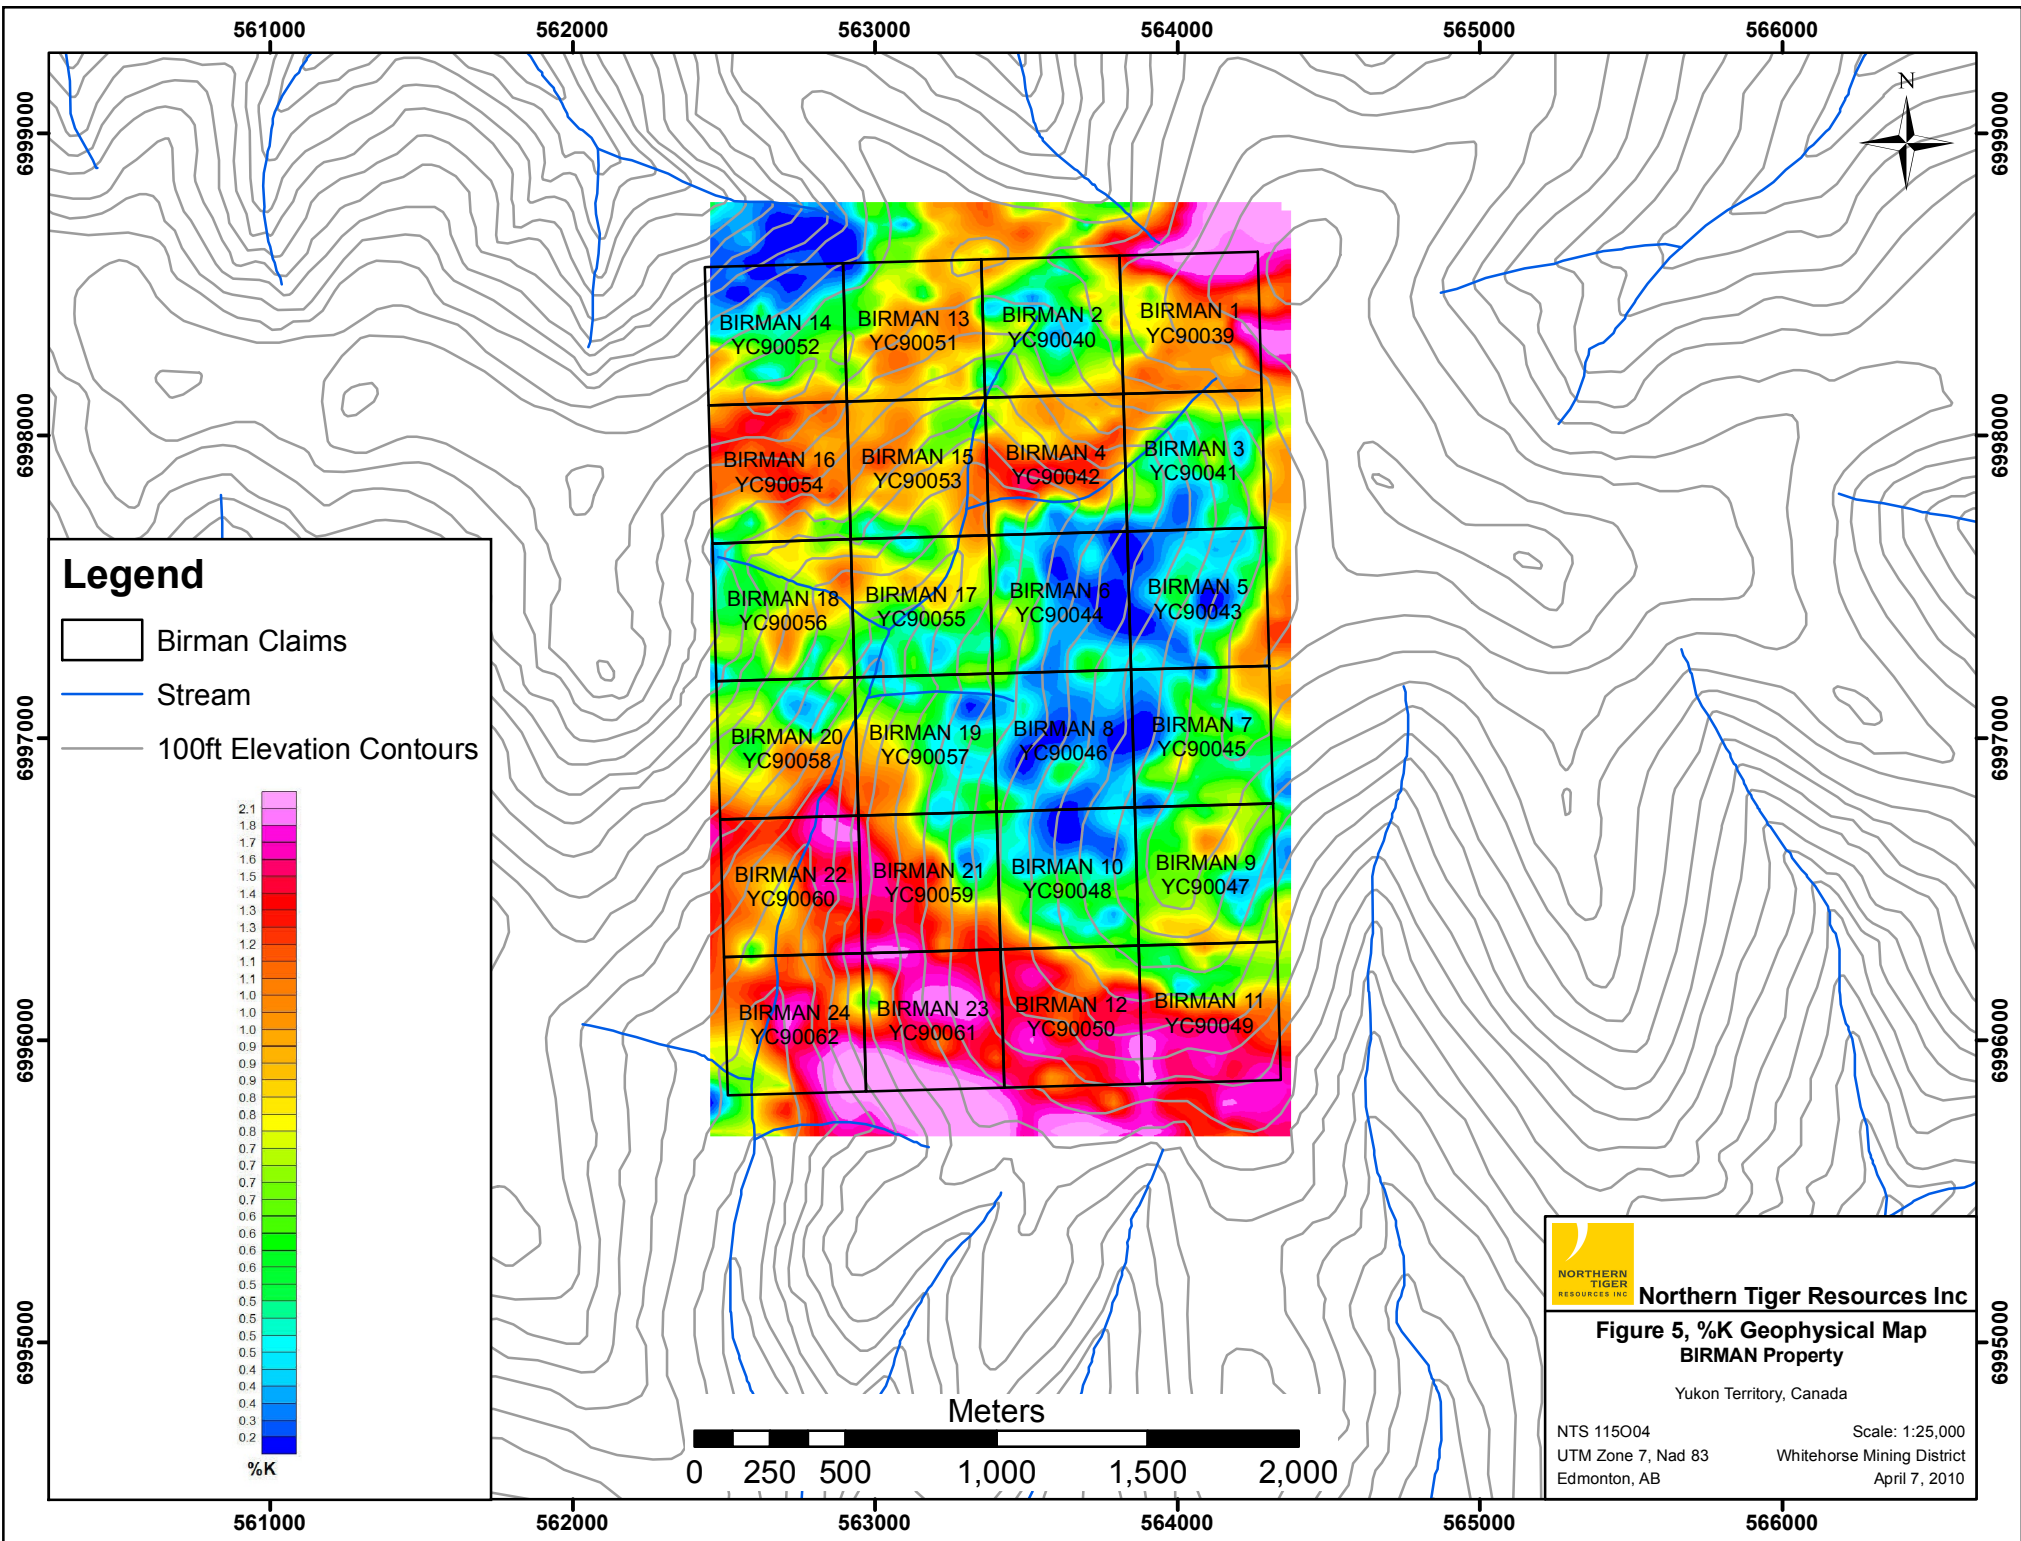 561000
562000
563000
564000
565000
566000
N
6999000
6998000
6997000
6996000
6995000
6999000
6998000
6997000
6996000
6995000
BIRMAN 14
YC90052
BIRMAN 13
YC90051
BIRMAN 2
YC90040
BIRMAN 1
YC90039
BIRMAN 16
YC90054
BIRMAN 15
YC90053
BIRMAN 4
YC90042
BIRMAN 3
YC90041
BIRMAN 18
YC90056
BIRMAN 17
YC90055
BIRMAN 6
YC90044
BIRMAN 5
YC90043
BIRMAN 20
YC90058
BIRMAN 19
YC90057
BIRMAN 8
YC90046
BIRMAN 7
YC90045
BIRMAN 22
YC90060
BIRMAN 21
YC90059
BIRMAN 10
YC90048
BIRMAN 9
YC90047
BIRMAN 24
YC90062
BIRMAN 23
YC90061
BIRMAN 12
YC90050
BIRMAN 11
YC90049
Legend
Birman Claims
Stream
100ft Elevation Contours
2.1
1.8
1.7
1.6
1.5
1.4
1.3
1.3
1.2
1.1
1.1
1.0
1.0
1.0
0.9
0.9
0.9
0.8
0.8
0.8
0.7
0.7
0.7
0.7
0.6
0.6
0.6
0.6
0.5
0.5
0.5
0.5
0.5
0.4
0.4
0.4
0.3
0.2
%K
Meters
0 250 500 1,000 1,500 2,000
NORTHERN
TIGER
RESOURCES INC
Northern Tiger Resources Inc
Figure 5, %K Geophysical Map
BIRMAN Property
Yukon Territory, Canada
NTS 115O04
Scale: 1:25,000
UTM Zone 7, Nad 83
Whitehorse Mining District
Edmonton, AB
April 7, 2010
561000
562000
563000
564000
565000
566000